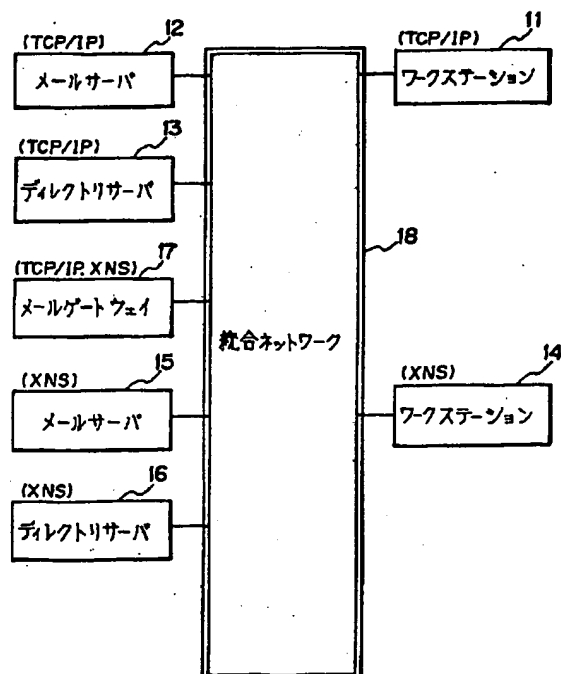 (TCP/IP) 12
メールサーバ
(TCP/IP) 13
ディレクトリサーバ
(TCP/IP, XNS) 17
メールゲートウェイ
(XNS) 15
メールサーバ
(XNS) 16
ディレクトリサーバ
統合ネットワーク
18
(TCP/IP) 11
ワークステーション
(XNS) 14
ワークステーション